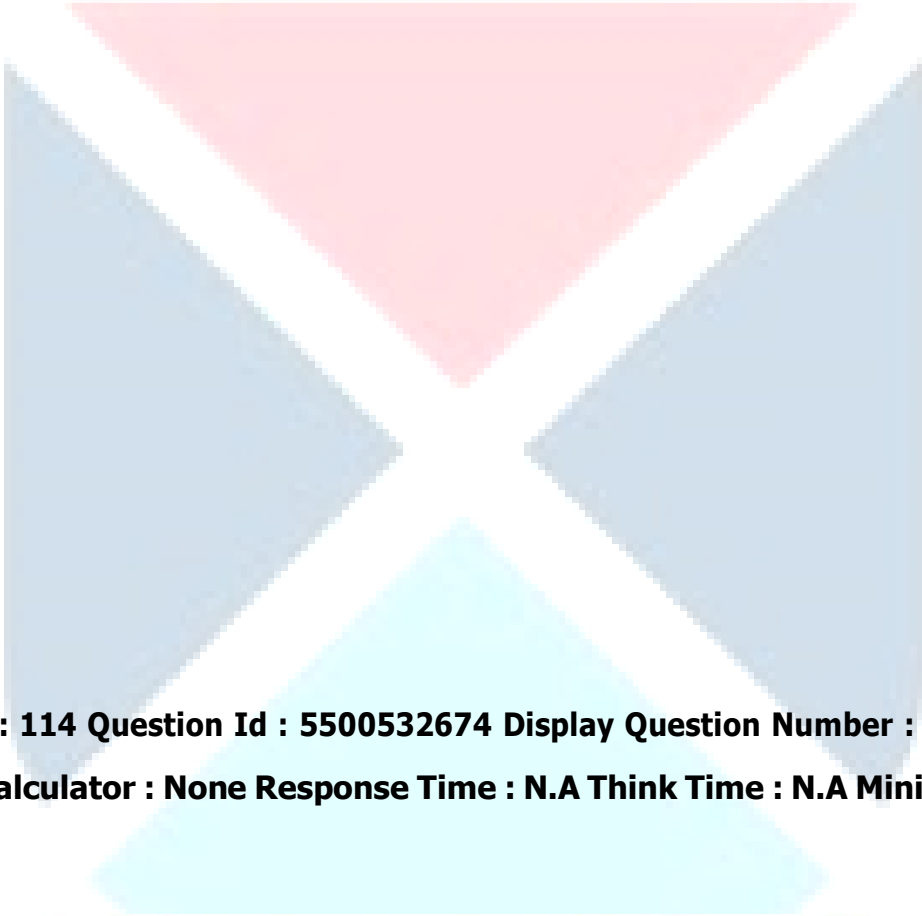 : 114 Question Id : 5500532674 Display Question Number :
alculator : None Response Time : N.A Think Time : N.A Mini